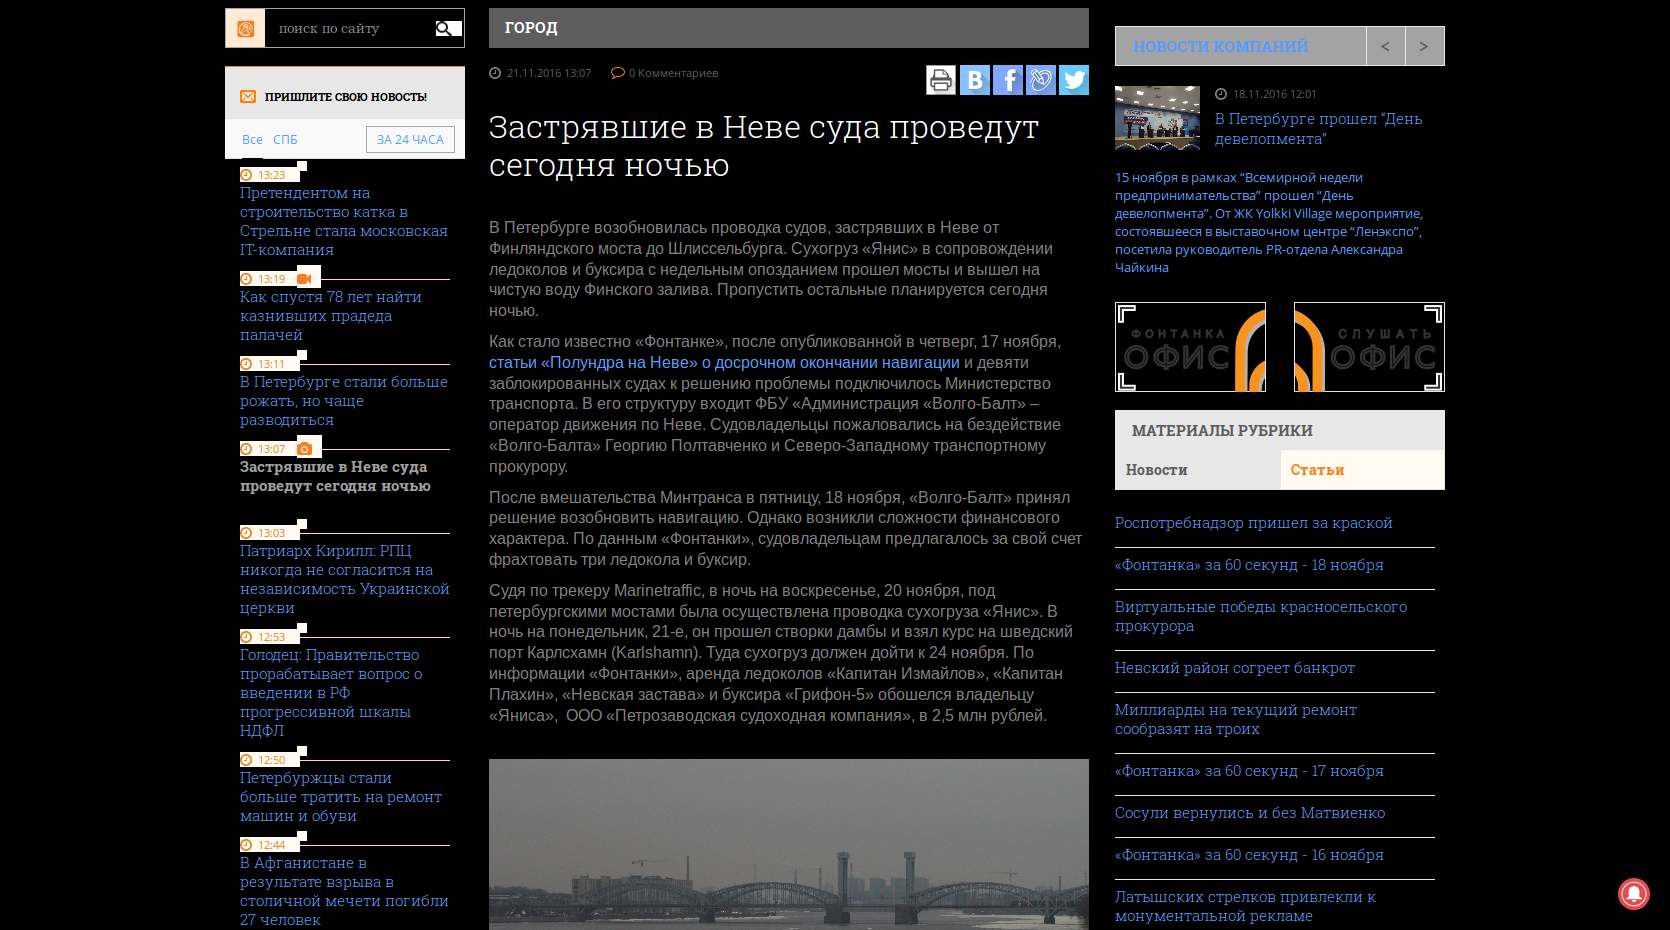 поиск по сайту
ПРИШЛИТЕ СВОЮ НОВОСТЬ!
Все СПБ ЗА 24 ЧАСА
13:23
Претендентом на
строительство катка в
Стрельне стала московская
IT-компания
13:19
Как спустя 78 лет найти
казнивших прадеда
палачей
13:11
В Петербурге стали больше
рожать, но чаще
разводиться
13:07
Застрявшие в Неве суда
проведут сегодня ночью
13:03
Патриарх Кирилл: РПЦ
никогда не согласится на
независимость Украинской
церкви
12:53
Голодец: Правительство
прорабатывает вопрос о
введении в РФ
прогрессивной шкалы
НДФЛ
12:50
Петербуржцы стали
больше тратить на ремонт
машин и обуви
12:44
В Афганистане в
результате взрыва в
столичной мечети погибли
27 человек
ГОРОД
21.11.2016 13:07 0 Комментариев
Застрявшие в Неве суда проведут
сегодня ночью
В Петербурге возобновилась проводка судов, застрявших в Неве от
Финляндского моста до Шлиссельбурга. Сухогруз «Янис» в сопровождении
ледоколов и буксира с недельным опозданием прошел мосты и вышел на
чистую воду Финского залива. Пропустить остальные планируется сегодня
ночью.
Как стало известно «Фонтанке», после опубликованной в четверг, 17 ноября,
статьи «Полундра на Неве» о досрочном окончании навигации и девяти
заблокированных судах к решению проблемы подключилось Министерство
транспорта. В его структуру входит ФБУ «Администрация «Волго-Балт» –
оператор движения по Неве. Судовладельцы пожаловались на бездействие
«Волго-Балта» Георгию Полтавченко и Северо-Западному транспортному
прокурору.
После вмешательства Минтранса в пятницу, 18 ноября, «Волго-Балт» принял
решение возобновить навигацию. Однако возникли сложности финансового
характера. По данным «Фонтанки», судовладельцам предлагалось за свой счет
фрахтовать три ледокола и буксир.
Судя по трекеру Marinetraffic, в ночь на воскресенье, 20 ноября, под
петербургскими мостами была осуществлена проводка сухогруза «Янис». В
ночь на понедельник, 21-е, он прошел створки дамбы и взял курс на шведский
порт Карлсхамн (Karlshamn). Туда сухогруз должен дойти к 24 ноября. По
информации «Фонтанки», аренда ледоколов «Капитан Измайлов», «Капитан
Плахин», «Невская застава» и буксира «Грифон-5» обошелся владельцу
«Яниса», ООО «Петрозаводская судоходная компания», в 2,5 млн рублей.
НОВОСТИ КОМПАНИЙ < >
18.11.2016 12:01
В Петербурге прошел “День
девелопмента”
15 ноября в рамках “Всемирной недели
предпринимательства” прошел “День
девелопмента”. От ЖК Yolkki Village мероприятие,
состоявшееся в выставочном центре “Ленэкспо”,
посетила руководитель PR-отдела Александра
Чайкина
ФОНТАНКА
ОФИС
СЛУШАТЬ
ОФИС
МАТЕРИАЛЫ РУБРИКИ
Новости Статьи
Роспотребнадзор пришел за краской
«Фонтанка» за 60 секунд - 18 ноября
Виртуальные победы красносельского
прокурора
Невский район согреет банкрот
Миллиарды на текущий ремонт
сообразят на троих
«Фонтанка» за 60 секунд - 17 ноября
Сосули вернулись и без Матвиенко
«Фонтанка» за 60 секунд - 16 ноября
Латышских стрелков привлекли к
монументальной рекламе